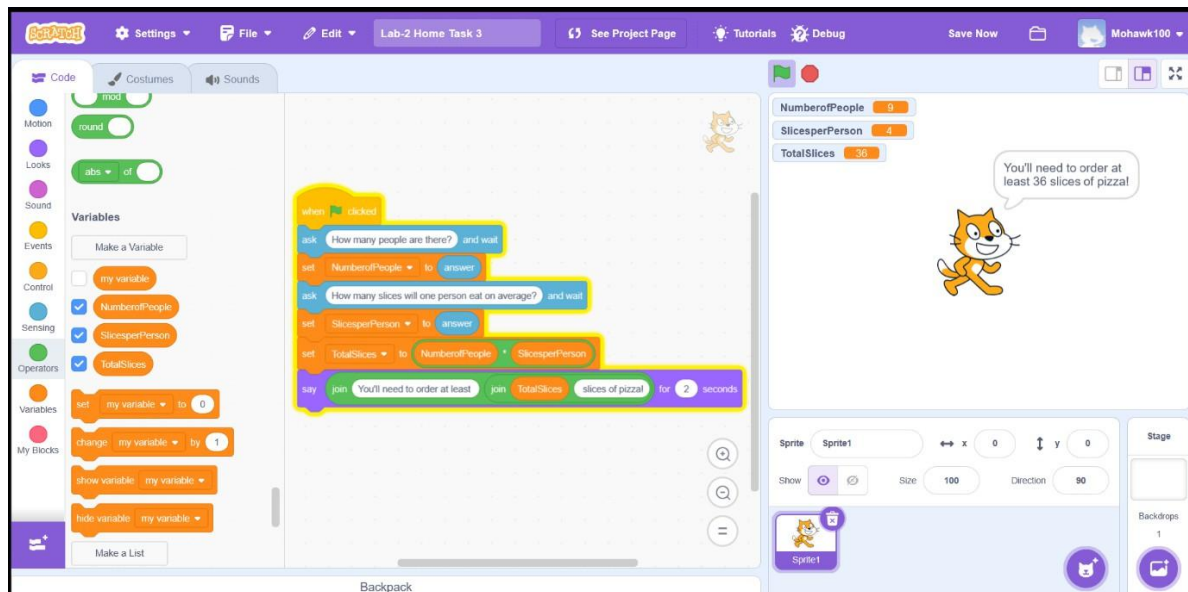 SCRATCH Settings File Edit Lab-2 Home Task 3 See Project Page Tutorials Debug Save Now Mohawk100
Code Costumes Sounds
Motion
Looks
Sound
Events
Control
Sensing
Operators
Variables
My Blocks
mod
round
abs of
Variables
Make a Variable
my variable
NumberofPeople
SlicesperPerson
TotalSlices
set my variable to 0
change my variable by 1
show variable my variable
hide variable my variable
Make a List
when clicked
ask How many people are there? and wait
set NumberofPeople to answer
ask How many slices will one person eat on average? and wait
set SlicesperPerson to answer
set TotalSlices to NumberofPeople * SlicesperPerson
say join You'll need to order at least join TotalSlices slices of pizza! for 2 seconds
=
Backpack
NumberofPeople 9
SlicesperPerson 4
TotalSlices 36
You'll need to order at
least 36 slices of pizza!
Sprite Sprite1 x 0 y 0
Show Size 100 Direction 90
Sprite1
Stage
Backdrops
1